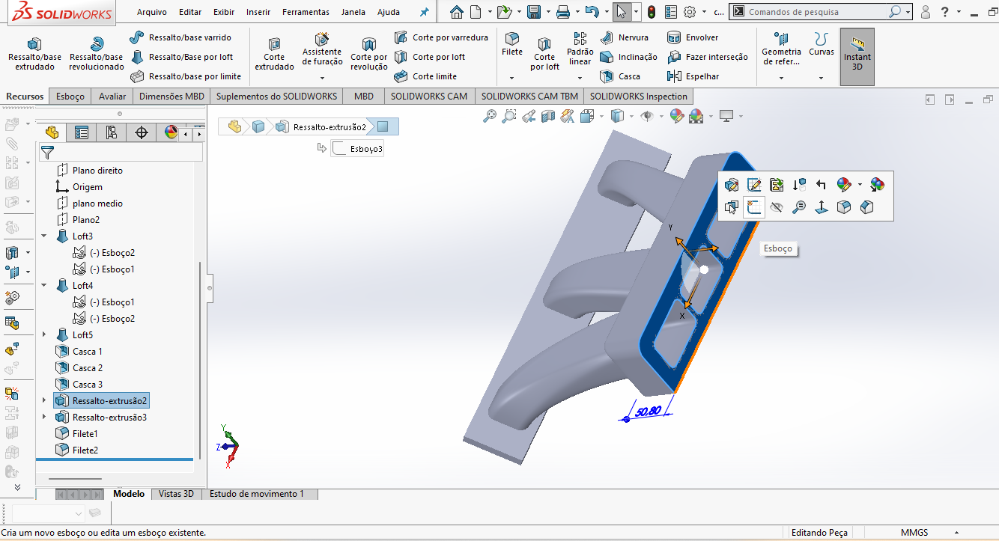 SOLIDWORKS
Arquivo Editar Exibir Inserir Ferramentas Janela Ajuda
c...
Comandos de pesquisa
?
Ressalto/base extrudado
Ressalto/base revolucionado
Ressalto/base varrido
Ressalto/Base por loft
Ressalto/base por limite
Corte extrudado
Assistente de furação
Corte por revolução
Corte por varredura
Corte por loft
Corte limite
Filete
Corte por loft
Padrão linear
Nervura
Inclinação
Casca
Envolver
Fazer interseção
Espelhar
Geometria de refer...
Curvas
Instant 3D
Recursos Esboço Avaliar Dimensões MBD Suplementos do SOLIDWORKS MBD SOLIDWORKS CAM SOLIDWORKS CAM TBM SOLIDWORKS Inspection
Ressalto-extrusão2
Esboço3
Plano direito
Origem
plano medio
Plano2
Loft3
(-) Esboço2
(-) Esboço1
Loft4
(-) Esboço1
(-) Esboço2
Loft5
Casca 1
Casca 2
Casca 3
Ressalto-extrusão2
Ressalto-extrusão3
Filete1
Filete2
Esboço
Y
X
50,80
Y
Z
X
Modelo Vistas 3D Estudo de movimento 1
Cria um novo esboço ou edita um esboço existente.
Editando Peça
MMGS